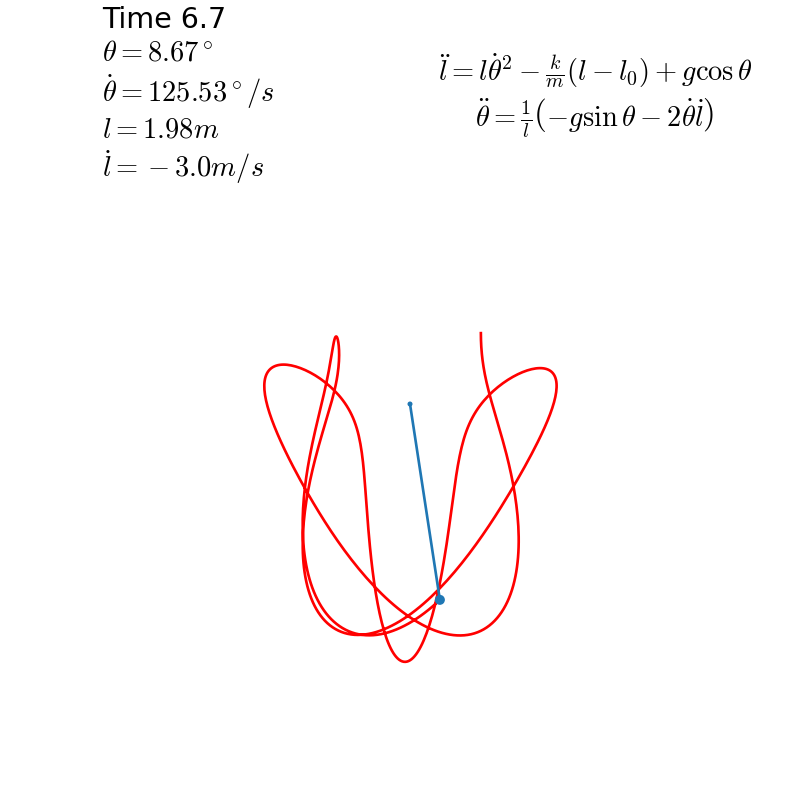 Time 6.7
θ = 8.67°
θ̇ = 125.53°/s
l = 1.98m
l̇ = −3.0m/s
l̈ = lθ̇² − k/m(l − l₀) + g cos θ
θ̈ = 1/l(−g sin θ − 2θ̇l̇)